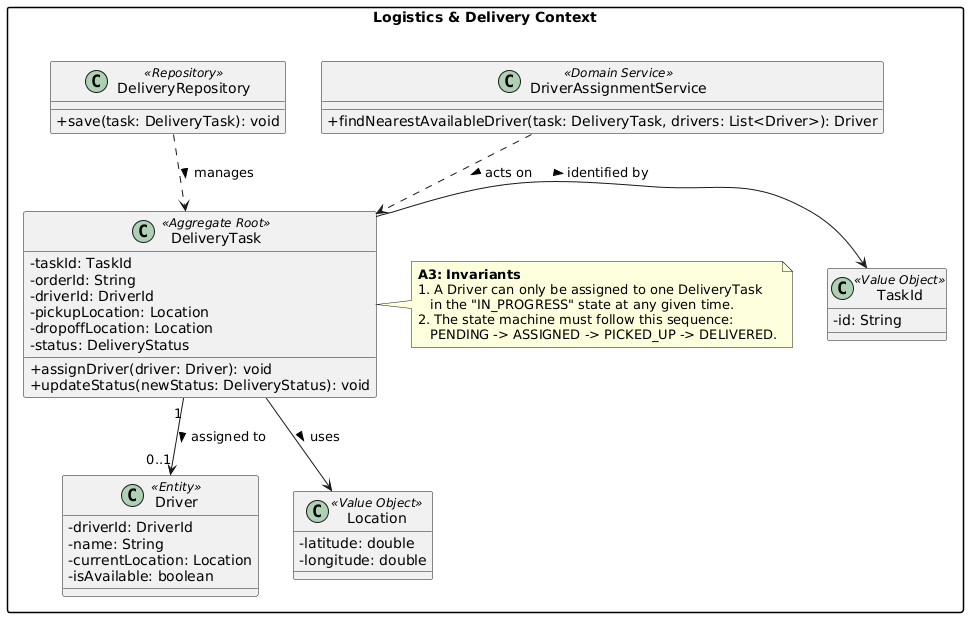 Logistics & Delivery Context
C «Repository»
DeliveryRepository
+save(task: DeliveryTask): void
C «Domain Service»
DriverAssignmentService
+findNearestAvailableDriver(task: DeliveryTask, drivers: List<Driver>): Driver
manages
acts on
identified by
C «Aggregate Root»
DeliveryTask
-taskId: TaskId
-orderId: String
-driverId: DriverId
-pickupLocation: Location
-dropoffLocation: Location
-status: DeliveryStatus
+assignDriver(driver: Driver): void
+updateStatus(newStatus: DeliveryStatus): void
A3: Invariants
1. A Driver can only be assigned to one DeliveryTask
in the "IN_PROGRESS" state at any given time.
2. The state machine must follow this sequence:
PENDING -> ASSIGNED -> PICKED_UP -> DELIVERED.
C «Value Object»
TaskId
-id: String
1
assigned to
0..1
uses
C «Entity»
Driver
-driverId: DriverId
-name: String
-currentLocation: Location
-isAvailable: boolean
C «Value Object»
Location
-latitude: double
-longitude: double